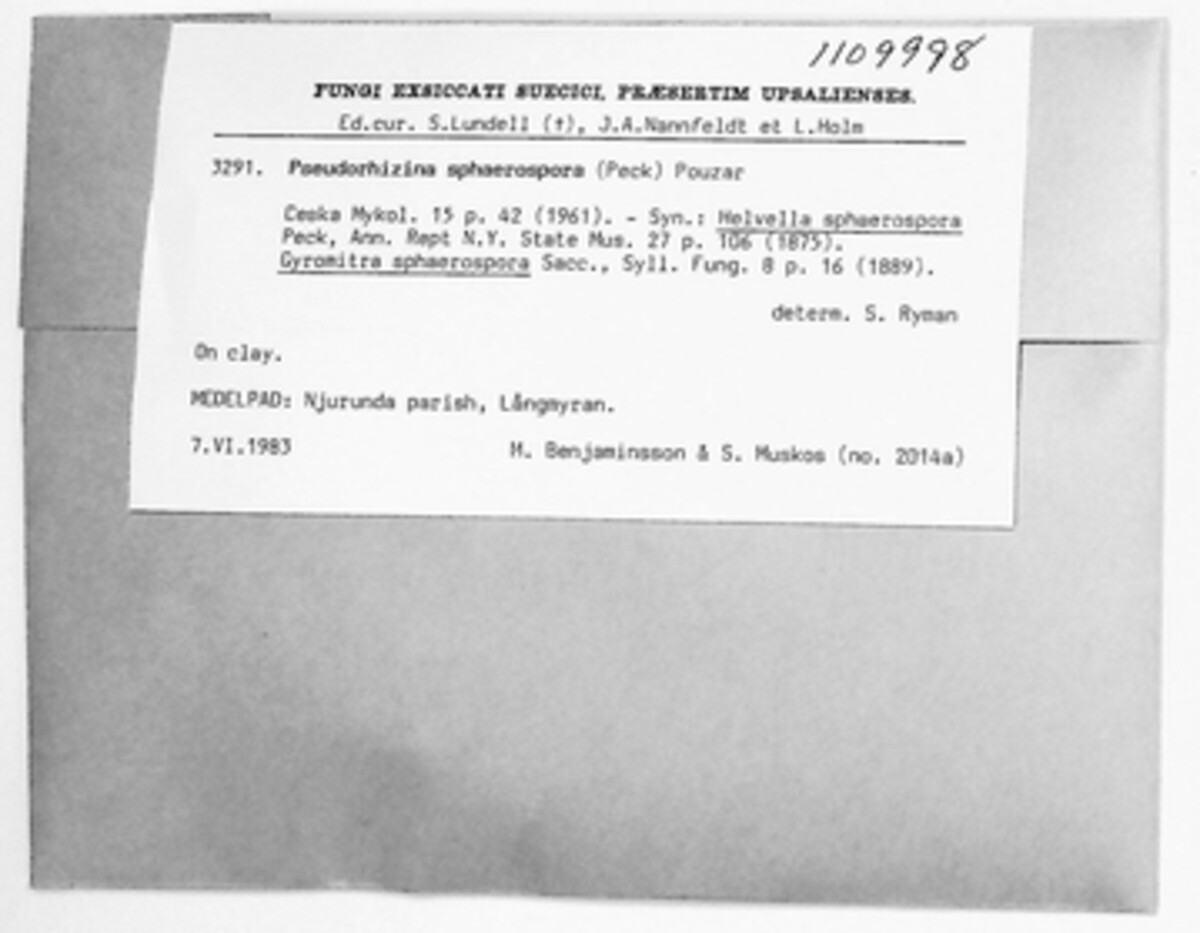 1109998
FUNGI EXSICCATI SUECICI, PRÆSERTIM UPSALIENSES.
Ed.cur. S.Lundell (†), J.A.Nannfeldt et L.Holm
3291. Pseudorhizina sphaerospora (Peck) Pouzar
Ceska Mykol. 15 p. 42 (1961). - Syn.: Helvella sphaerospora
Peck, Ann. Rept N.Y. State Mus. 27 p. 106 (1875).
Gyromitra sphaerospora Sacc., Syll. Fung. 8 p. 16 (1889).
determ. S. Ryman
On clay.
MEDELPAD: Njurunda parish, Långmyran.
7.VI.1983 M. Benjaminsson & S. Muskos (no. 2014a)